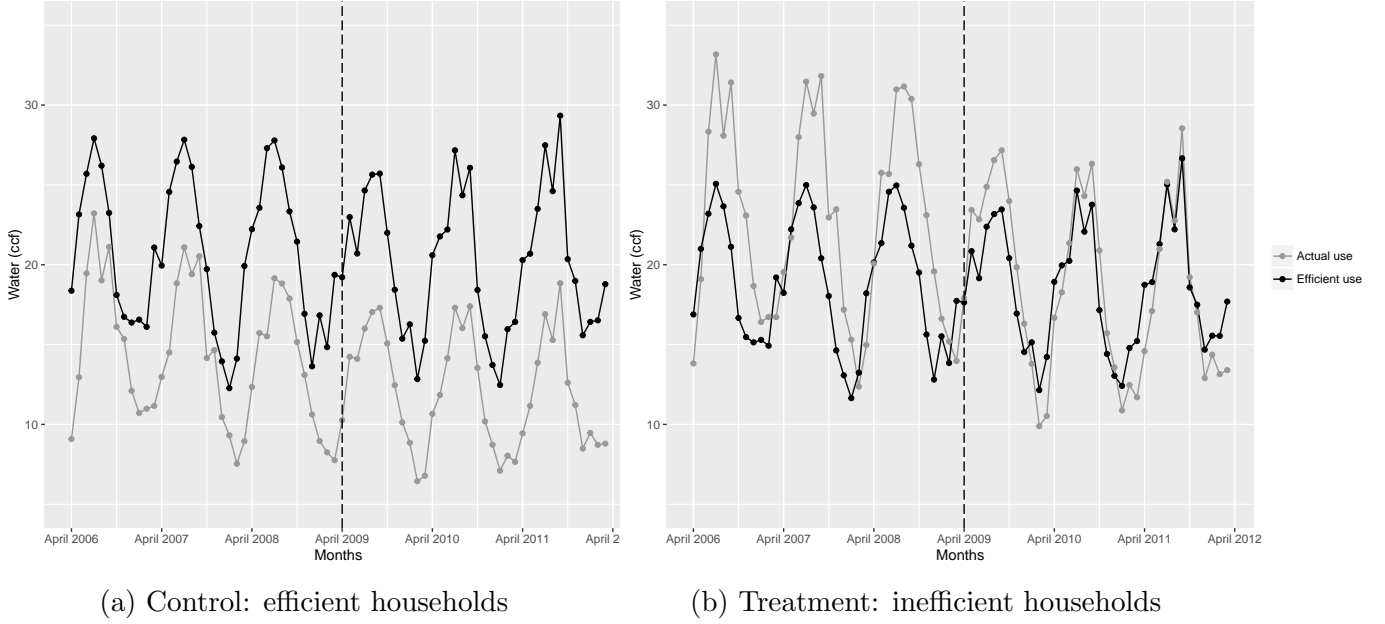 Water (ccf)
30
20
10
April 2006 April 2007 April 2008 April 2009 April 2010 April 2011 April 2
Months
(a) Control: efficient households
Water (ccf)
30
20
10
April 2006 April 2007 April 2008 April 2009 April 2010 April 2011 April 2012
Months
(b) Treatment: inefficient households
Actual use
Efficient use